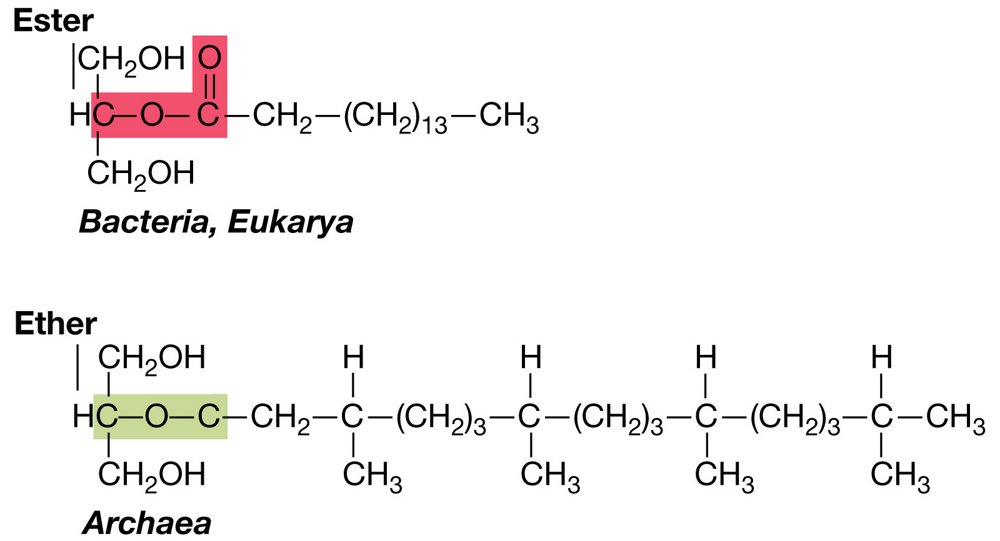 Ester
CH₂OH O
HC—O—C—CH₂—(CH₂)₁₃—CH₃
CH₂OH
Bacteria, Eukarya
Ether
CH₂OH H H H H
HC—O—C—CH₂—C—(CH₂)₃—C—(CH₂)₃—C—(CH₂)₃—C—CH₃
CH₂OH CH₃ CH₃ CH₃ CH₃
Archaea